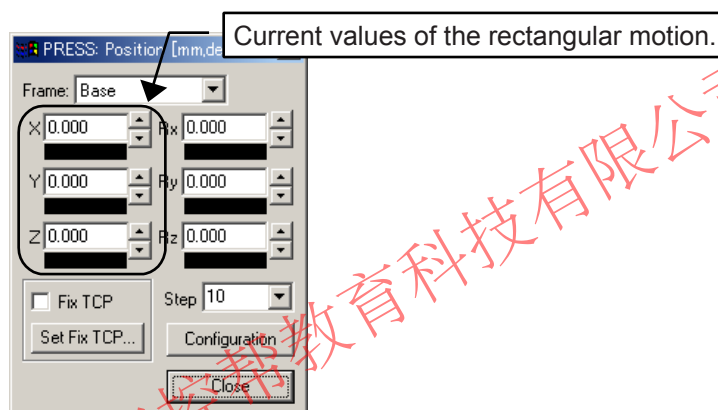 Current values of the rectangular motion.
PRESS: Position [mm,de
Frame: Base
X 0.000 Rx 0.000
Y 0.000 Ry 0.000
Z 0.000 Rz 0.000
Fix TCP
Step 10
Set Fix TCP...
Configuration
Close
帮教育科技有限公